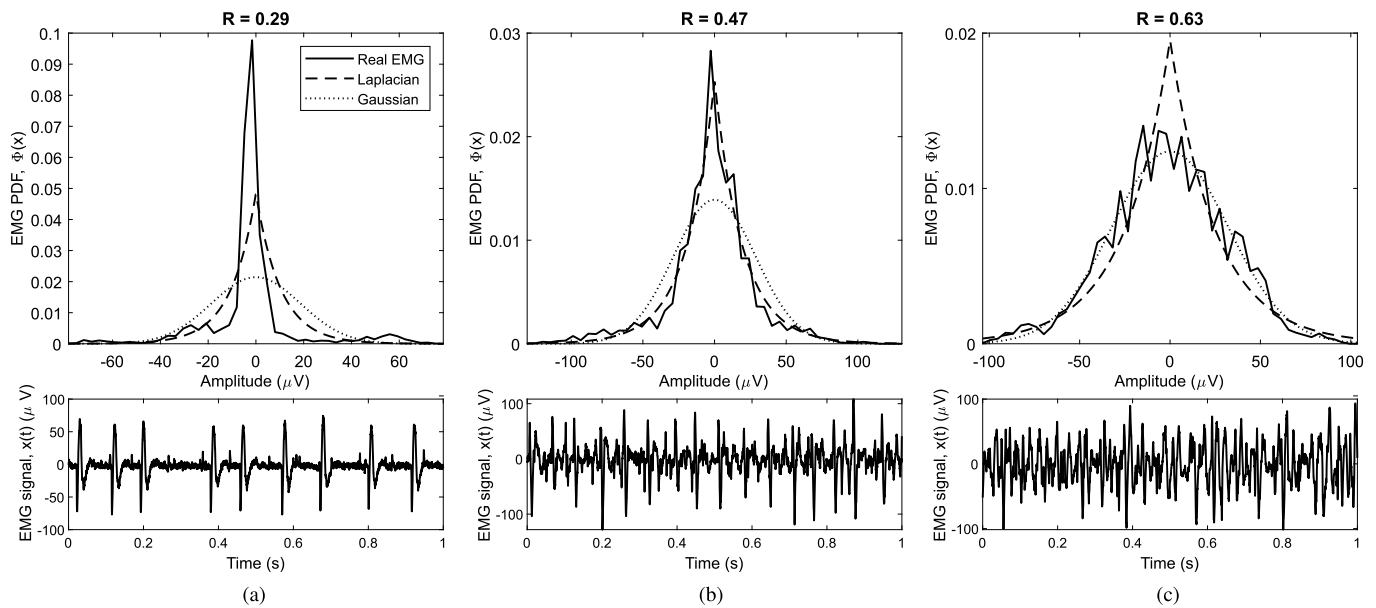 R = 0.29
0.1
0.09
0.08
0.07
0.06
0.05
0.04
0.03
0.02
0.01
0
EMG PDF, Φ(x)
Real EMG
Laplacian
Gaussian
-60 -40 -20 0 20 40 60
Amplitude (μV)
EMG signal, x(t) (μ V)
100
50
0
-50
-100
0 0.2 0.4 0.6 0.8 1
Time (s)
(a)
R = 0.47
0.03
0.02
0.01
0
EMG PDF, Φ(x)
-100 -50 0 50 100
Amplitude (μV)
EMG signal, x(t) (μ V)
100
0
-100
0 0.2 0.4 0.6 0.8 1
Time (s)
(b)
R = 0.63
0.02
0.01
0
EMG PDF, Φ(x)
-100 -50 0 50 100
Amplitude (μV)
EMG signal, x(t) (μ V)
100
0
-100
0 0.2 0.4 0.6 0.8 1
Time (s)
(c)